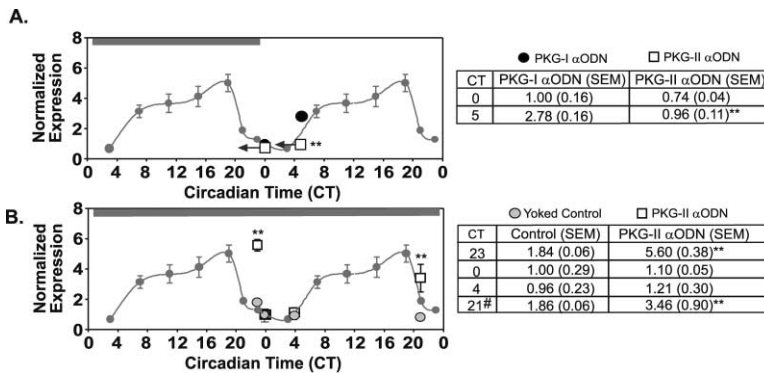 A.
Normalized
Expression
8
6
4
2
0
4 8 12 16 20 0 4 8 12 16 20 0
**
Circadian Time (CT)
PKG-I αODN PKG-II αODN
CT PKG-I αODN (SEM) PKG-II αODN (SEM)
0 1.00 (0.16) 0.74 (0.04)
5 2.78 (0.16) 0.96 (0.11)**
B.
Normalized
Expression
8
6
4
2
0
** **
4 8 12 16 20 0 4 8 12 16 20 0
Circadian Time (CT)
Yoked Control PKG-II αODN
CT Control (SEM) PKG-II αODN (SEM)
23 1.84 (0.06) 5.60 (0.38)**
0 1.00 (0.29) 1.10 (0.05)
4 0.96 (0.23) 1.21 (0.30)
21# 1.86 (0.06) 3.46 (0.90)**